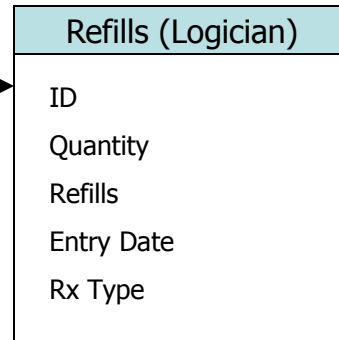 Refills (Logician)
ID
Quantity
Refills
Entry Date
Rx Type